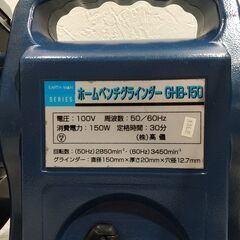 EARTH MAN
SERIES
ホームベンチグラインダー GHB-150
電圧：100V 周波数：50／60Hz
消費電力：150W 定格時間：30分
(株)高儀
回転数：(50Hz) 2850min⁻¹・(60Hz) 3450min⁻¹
グラインダー：直径150mm×厚さ20mm×穴径12.7mm